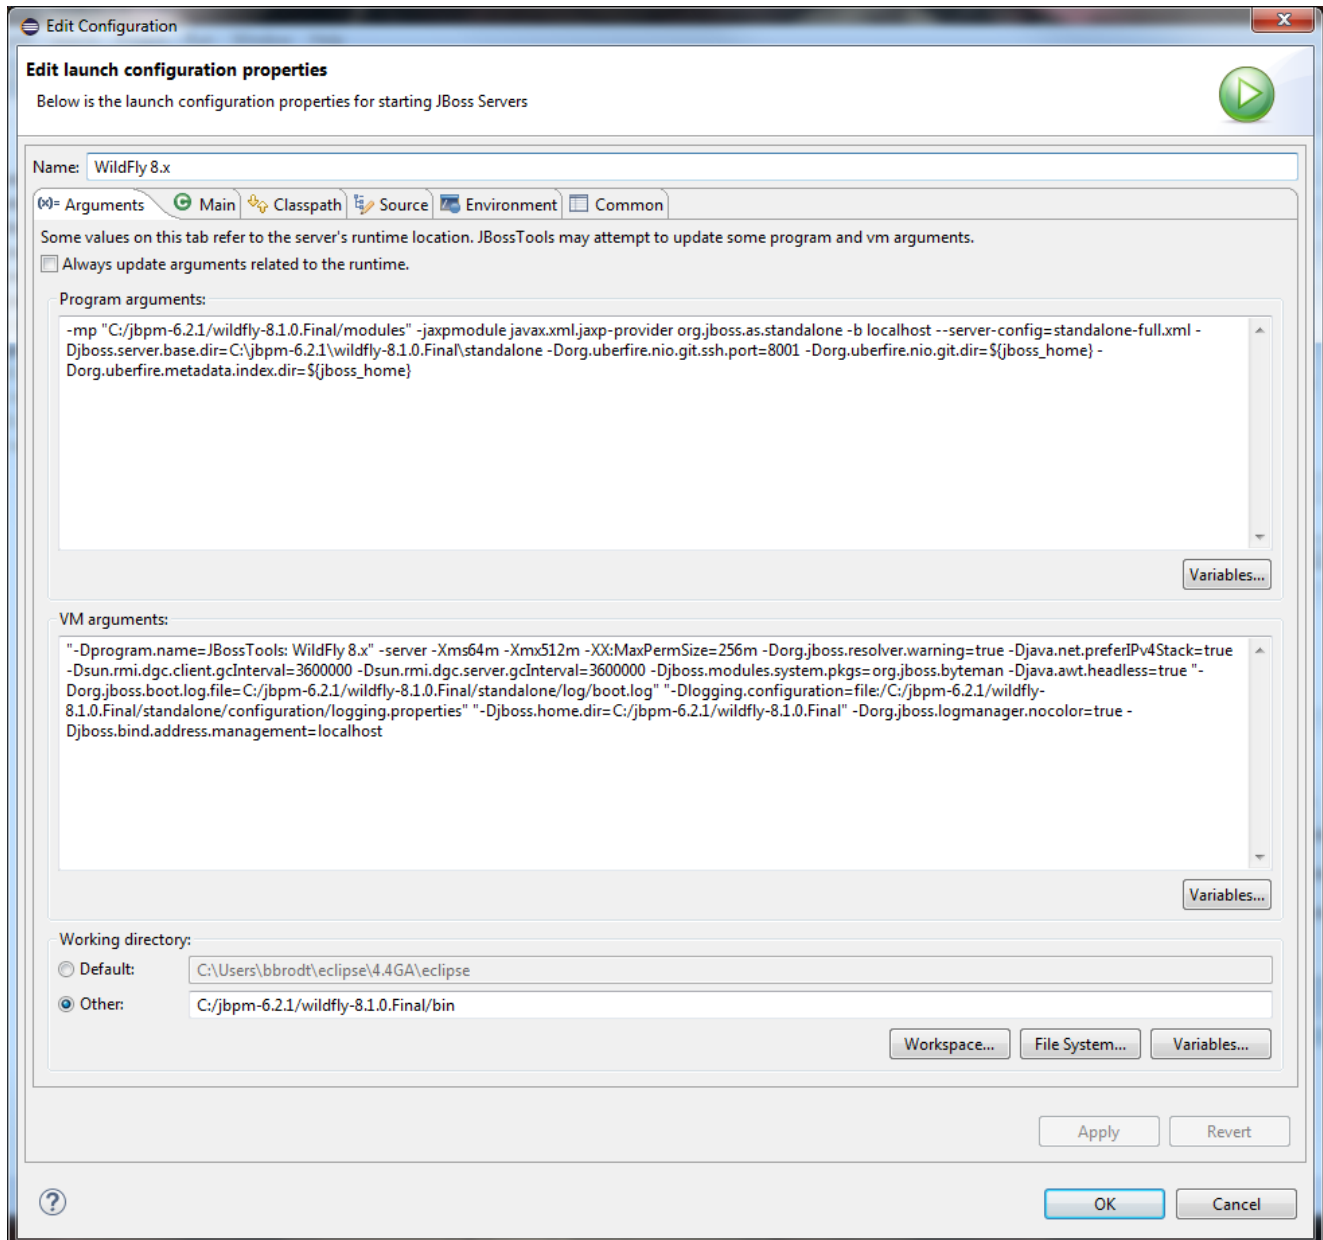 Edit Configuration
Edit launch configuration properties
Below is the launch configuration properties for starting JBoss Servers
Name: WildFly 8.x
(x)= Arguments Main Classpath Source Environment Common
Some values on this tab refer to the server's runtime location. JBossTools may attempt to update some program and vm arguments.
Always update arguments related to the runtime.
Program arguments:
-mp "C:/jbpm-6.2.1/wildfly-8.1.0.Final/modules" -jaxpmodule javax.xml.jaxp-provider org.jboss.as.standalone -b localhost --server-config=standalone-full.xml -
Djboss.server.base.dir=C:\jbpm-6.2.1\wildfly-8.1.0.Final\standalone -Dorg.uberfire.nio.git.ssh.port=8001 -Dorg.uberfire.nio.git.dir=${jboss_home} -
Dorg.uberfire.metadata.index.dir=${jboss_home}
Variables...
VM arguments:
"-Dprogram.name=JBossTools: WildFly 8.x" -server -Xms64m -Xmx512m -XX:MaxPermSize=256m -Dorg.jboss.resolver.warning=true -Djava.net.preferIPv4Stack=true
-Dsun.rmi.dgc.client.gcInterval=3600000 -Dsun.rmi.dgc.server.gcInterval=3600000 -Djboss.modules.system.pkgs=org.jboss.byteman -Djava.awt.headless=true "-
Dorg.jboss.boot.log.file=C:/jbpm-6.2.1/wildfly-8.1.0.Final/standalone/log/boot.log" "-Dlogging.configuration=file:/C:/jbpm-6.2.1/wildfly-
8.1.0.Final/standalone/configuration/logging.properties" "-Djboss.home.dir=C:/jbpm-6.2.1/wildfly-8.1.0.Final" -Dorg.jboss.logmanager.nocolor=true -
Djboss.bind.address.management=localhost
Variables...
Working directory:
Default: C:\Users\bbrodt\eclipse\4.4GA\eclipse
Other: C:/jbpm-6.2.1/wildfly-8.1.0.Final/bin
Workspace... File System... Variables...
Apply Revert
OK Cancel